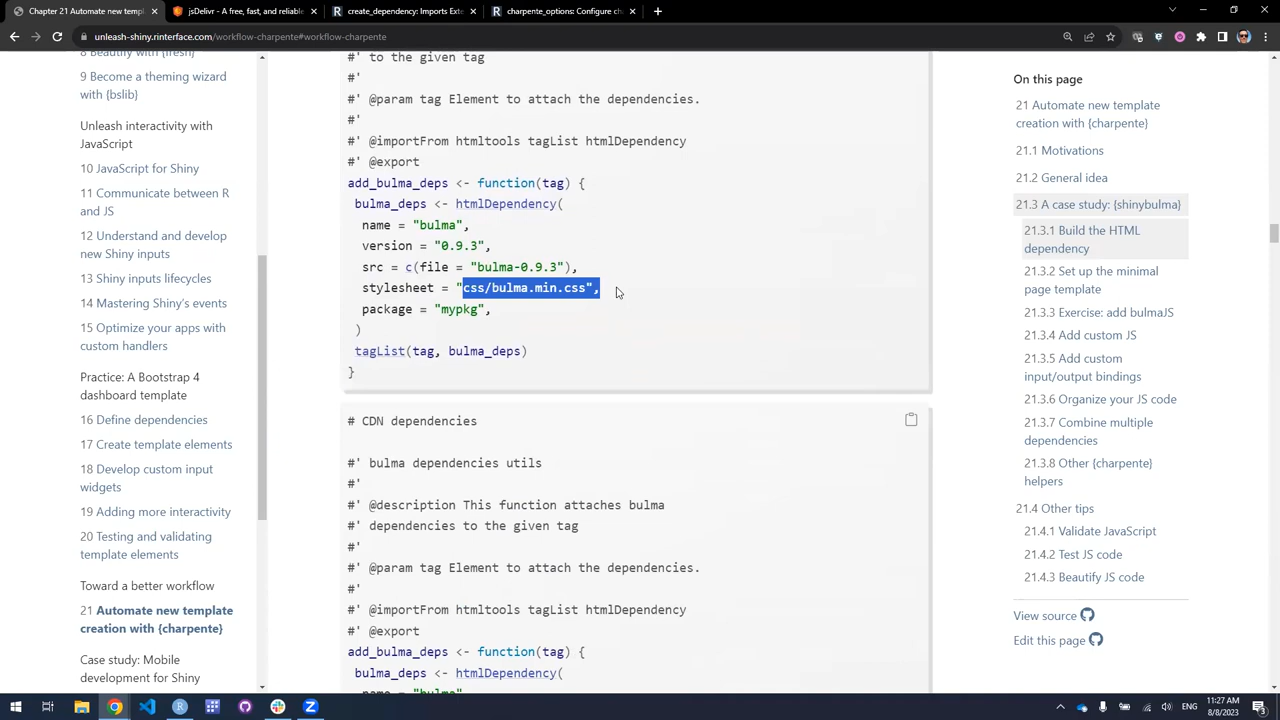 Chapter 21 Automate new templ
jsDelivr - A free, fast, and reliable
create_dependency: Imports Exte
charpente_options: Configure ch
unleash-shiny.rinterface.com/workflow-charpente#workflow-charpente
8 Beautify with {fresh}
9 Become a theming wizard
with {bslib}
Unleash interactivity with
JavaScript
10 JavaScript for Shiny
11 Communicate between R
and JS
12 Understand and develop
new Shiny inputs
13 Shiny inputs lifecycles
14 Mastering Shiny's events
15 Optimize your apps with
custom handlers
Practice: A Bootstrap 4
dashboard template
16 Define dependencies
17 Create template elements
18 Develop custom input
widgets
19 Adding more interactivity
20 Testing and validating
template elements
Toward a better workflow
21 Automate new template
creation with {charpente}
Case study: Mobile
development for Shiny
#' to the given tag
#'
#' @param tag Element to attach the dependencies.
#'
#' @importFrom htmltools tagList htmlDependency
#' @export
add_bulma_deps <- function(tag) {
bulma_deps <- htmlDependency(
name = "bulma",
version = "0.9.3",
src = c(file = "bulma-0.9.3"),
stylesheet = "css/bulma.min.css",
package = "mypkg",
)
tagList(tag, bulma_deps)
}
# CDN dependencies
#' bulma dependencies utils
#'
#' @description This function attaches bulma
#' dependencies to the given tag
#'
#' @param tag Element to attach the dependencies.
#'
#' @importFrom htmltools tagList htmlDependency
#' @export
add_bulma_deps <- function(tag) {
bulma_deps <- htmlDependency(
name = "bulma"
On this page
21 Automate new template
creation with {charpente}
21.1 Motivations
21.2 General idea
21.3 A case study: {shinybulma}
21.3.1 Build the HTML
dependency
21.3.2 Set up the minimal
page template
21.3.3 Exercise: add bulmaJS
21.3.4 Add custom JS
21.3.5 Add custom
input/output bindings
21.3.6 Organize your JS code
21.3.7 Combine multiple
dependencies
21.3.8 Other {charpente}
helpers
21.4 Other tips
21.4.1 Validate JavaScript
21.4.2 Test JS code
21.4.3 Beautify JS code
View source
Edit this page
ENG
11:27 AM
8/8/2023